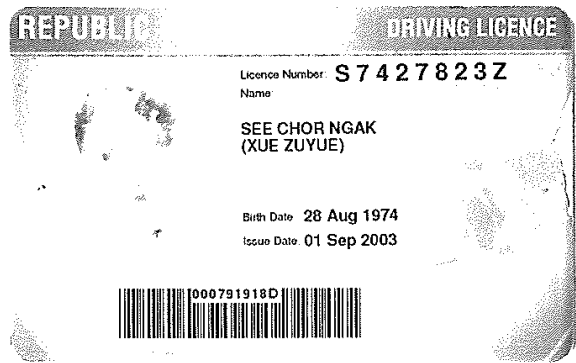 REPUBLIC DRIVING LICENCE
Licence Number: S7427823Z
Name:
SEE CHOR NGAK
(XUE ZUYUE)
Birth Date: 28 Aug 1974
Issue Date: 01 Sep 2003
000791918D